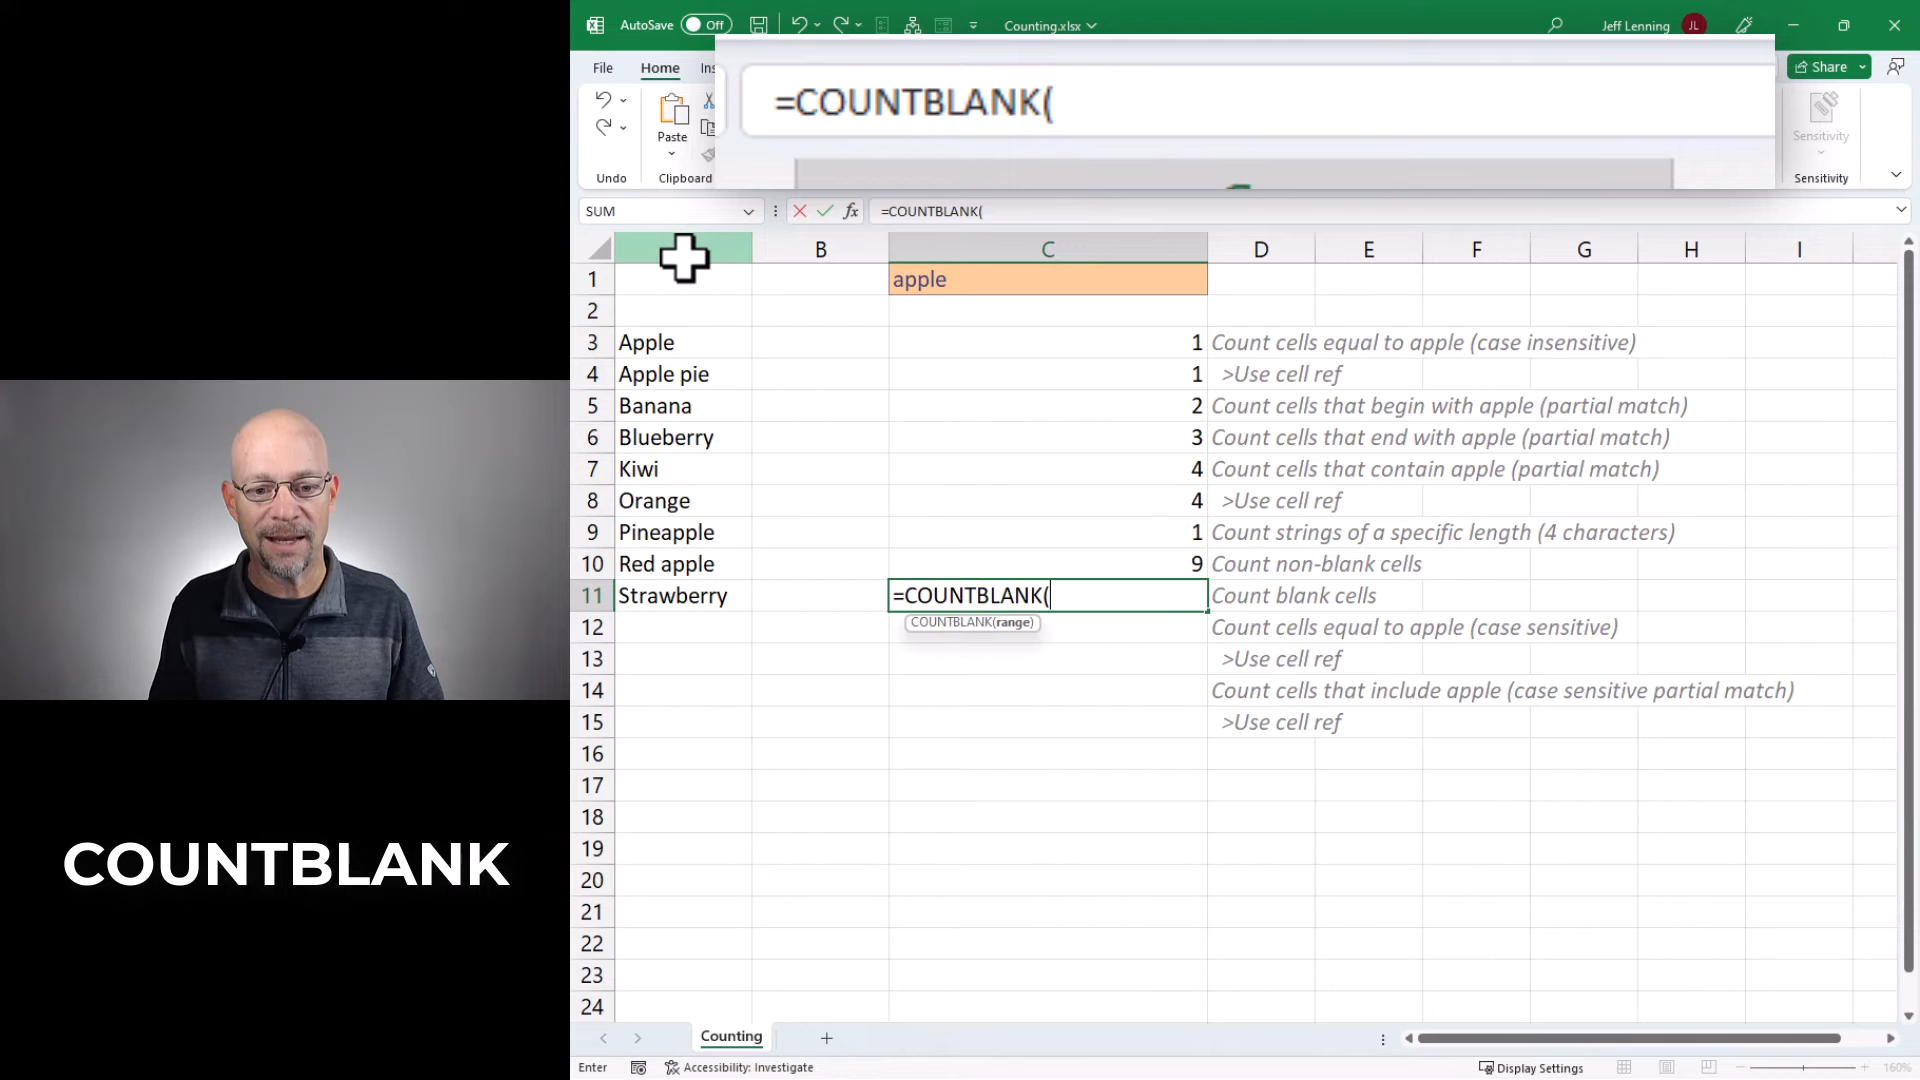 AutoSave Off Counting.xlsx Jeff Lenning JL
File Home Ins Share
=COUNTBLANK(
Paste
Undo Clipboard Sensitivity
Sensitivity
SUM fx =COUNTBLANK(
B C D E F G H I
1 apple
2
3 Apple 1 Count cells equal to apple (case insensitive)
4 Apple pie 1 >Use cell ref
5 Banana 2 Count cells that begin with apple (partial match)
6 Blueberry 3 Count cells that end with apple (partial match)
7 Kiwi 4 Count cells that contain apple (partial match)
8 Orange 4 >Use cell ref
9 Pineapple 1 Count strings of a specific length (4 characters)
10 Red apple 9 Count non-blank cells
11 Strawberry =COUNTBLANK( Count blank cells
COUNTBLANK(range)
12 Count cells equal to apple (case sensitive)
13 >Use cell ref
14 Count cells that include apple (case sensitive partial match)
15 >Use cell ref
16
17
18
19
20
21
22
23
24
COUNTBLANK
Counting
Enter Accessibility: Investigate Display Settings 160%